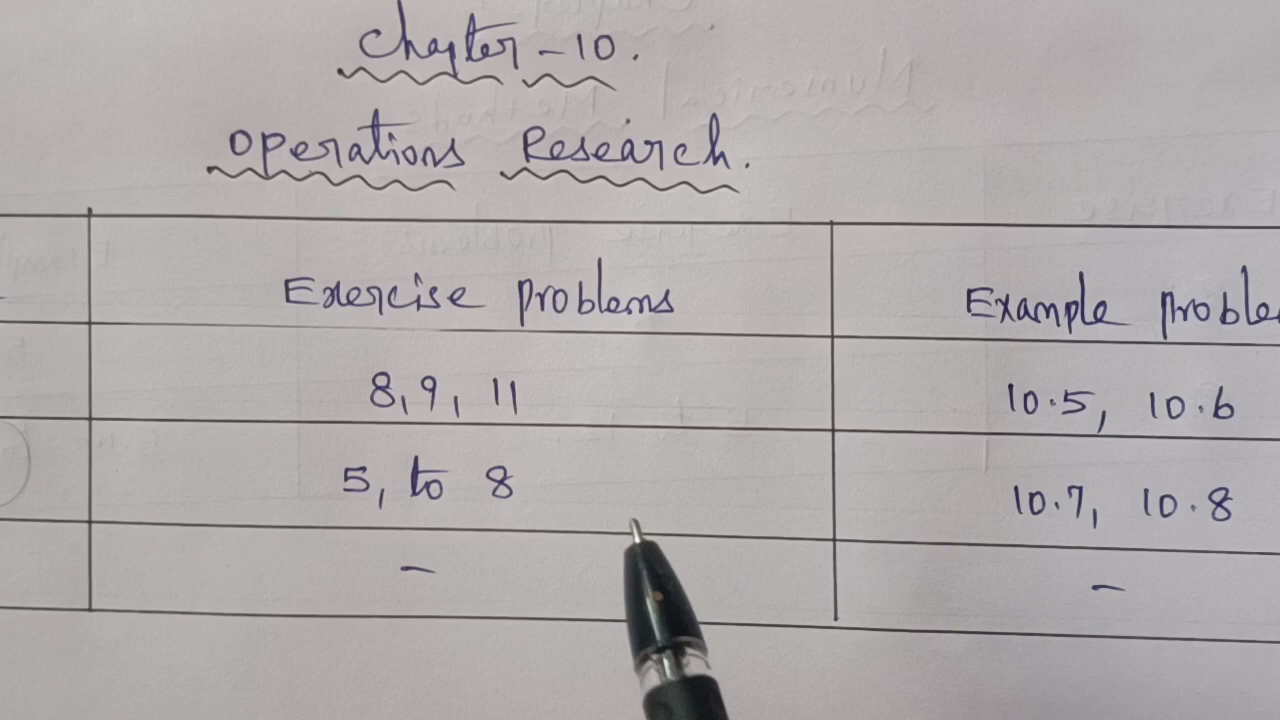 Chapter - 10.
Operations Research.
Exercise problems Example proble
8, 9, 11 10.5, 10.6
5, to 8 10.7, 10.8
– –